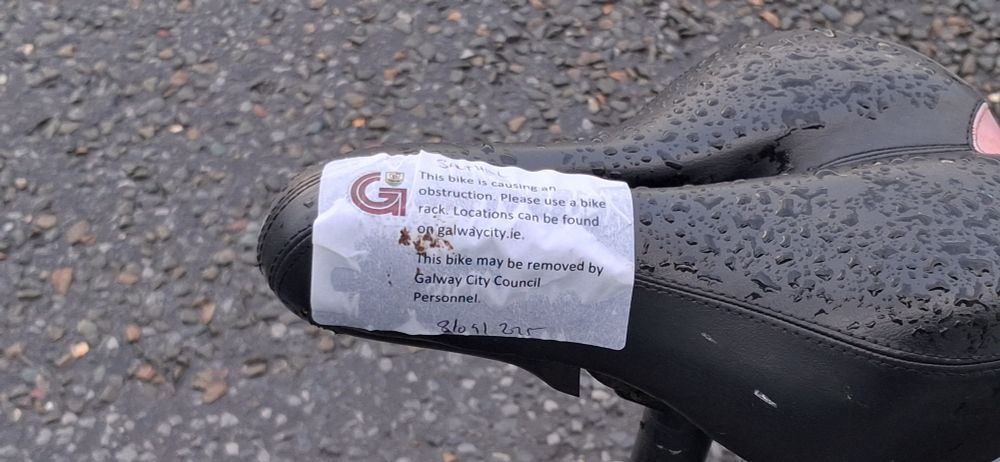 SALTHILL
This bike is causing an
obstruction. Please use a bike
rack. Locations can be found
on galwaycity.ie.
This bike may be removed by
Galway City Council
Personnel.